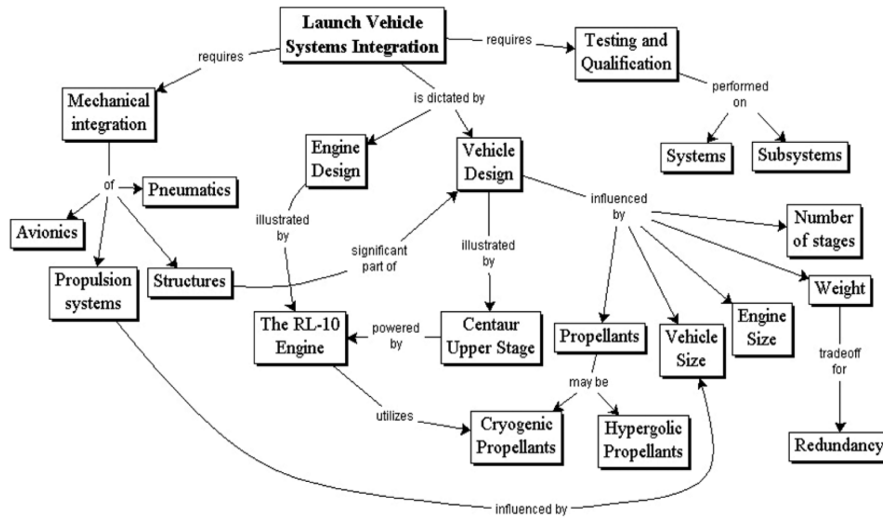 Launch Vehicle
Systems Integration
requires
requires
Testing and
Qualification
Mechanical
integration
is dictated by
performed
on
Engine
Design
Vehicle
Design
Systems
Subsystems
of
Pneumatics
influenced
by
Avionics
illustrated
by
significant
part of
illustrated
by
Number
of stages
Propulsion
systems
Structures
Weight
The RL-10
Engine
powered
by
Centaur
Upper Stage
Propellants
Vehicle
Size
Engine
Size
tradeoff
for
may be
utilizes
Cryogenic
Propellants
Hypergolic
Propellants
Redundancy
influenced by